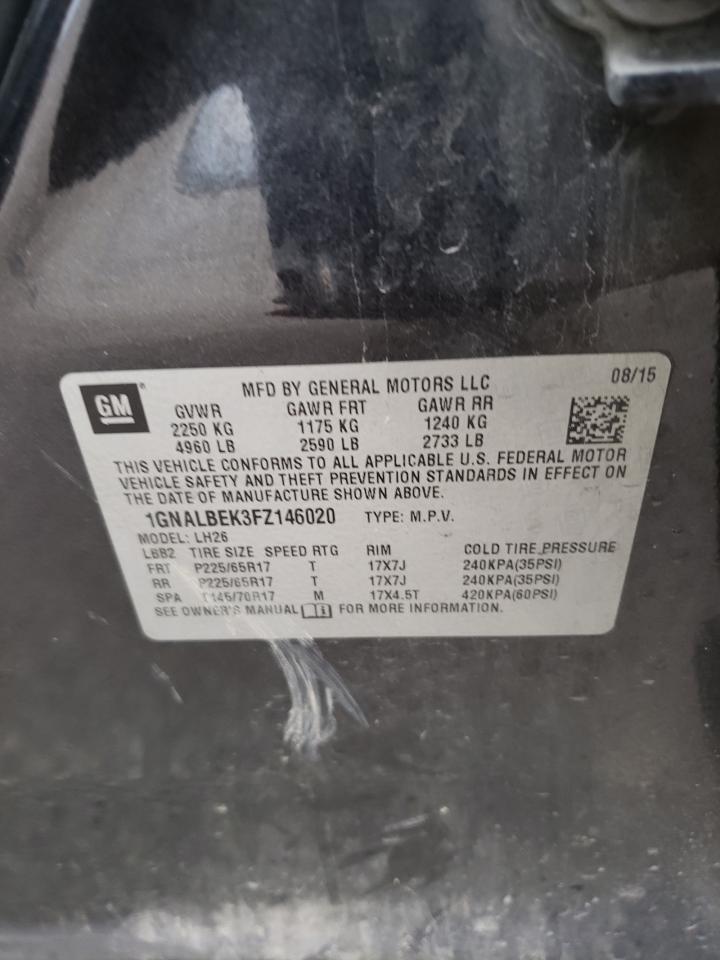 GM MFD BY GENERAL MOTORS LLC 08/15
GVWR GAWR FRT GAWR RR
2250 KG 1175 KG 1240 KG
4960 LB 2590 LB 2733 LB
THIS VEHICLE CONFORMS TO ALL APPLICABLE U.S. FEDERAL MOTOR
VEHICLE SAFETY AND THEFT PREVENTION STANDARDS IN EFFECT ON
THE DATE OF MANUFACTURE SHOWN ABOVE.
1GNALBEK3FZ146020 TYPE: M.P.V.
MODEL: LH26
LBB2 TIRE SIZE SPEED RTG RIM COLD TIRE PRESSURE
FRT P225/65R17 T 17X7J 240KPA(35PSI)
RR P225/65R17 T 17X7J 240KPA(35PSI)
SPA T145/70R17 M 17X4.5T 420KPA(60PSI)
SEE OWNER'S MANUAL FOR MORE INFORMATION.